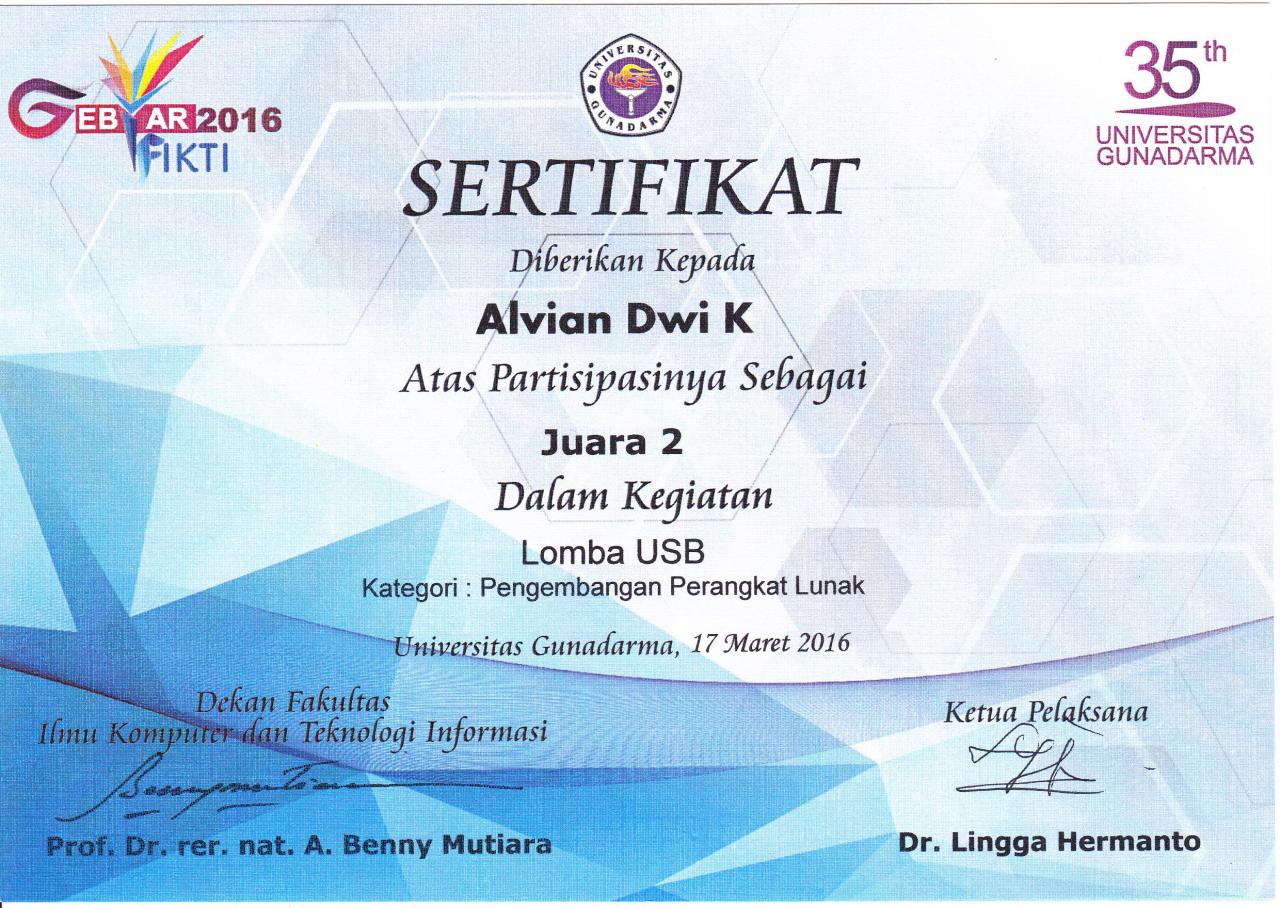 GEBYAR 2016
FIKTI
UNIVERSITAS
GUNADARMA
35th
UNIVERSITAS
GUNADARMA
SERTIFIKAT
Diberikan Kepada
Alvian Dwi K
Atas Partisipasinya Sebagai
Juara 2
Dalam Kegiatan
Lomba USB
Kategori : Pengembangan Perangkat Lunak
Universitas Gunadarma, 17 Maret 2016
Dekan Fakultas
Ilmu Komputer dan Teknologi Informasi
Prof. Dr. rer. nat. A. Benny Mutiara
Ketua Pelaksana
Dr. Lingga Hermanto